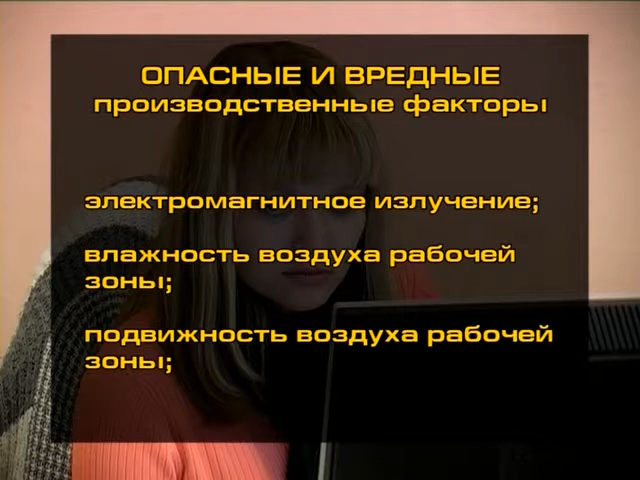 ОПАСНЫЕ И ВРЕДНЫЕ
производственные факторы
электромагнитное излучение;
влажность воздуха рабочей
зоны;
подвижность воздуха рабочей
зоны;